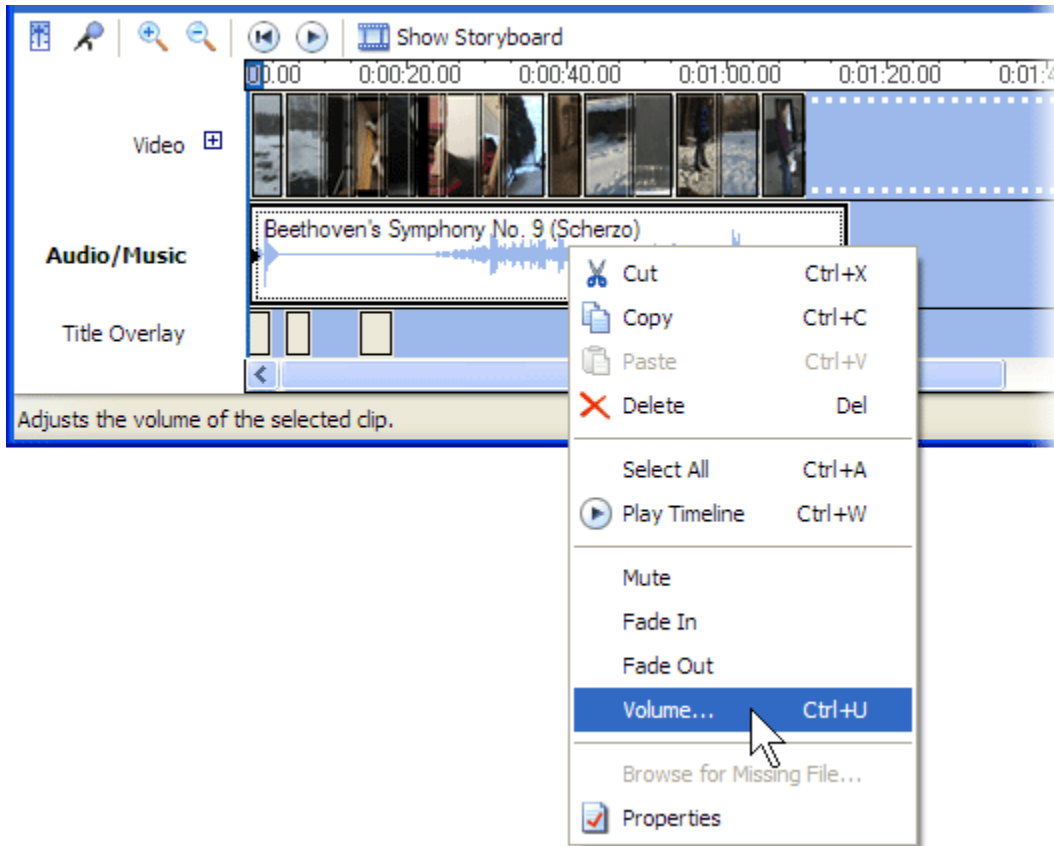 Show Storyboard
0:00:20.00 0:00:40.00 0:01:00.00 0:01:20.00
Video
Beethoven's Symphony No. 9 (Scherzo)
Audio/Music
Title Overlay
Adjusts the volume of the selected clip.
Cut Ctrl+X
Copy Ctrl+C
Paste Ctrl+V
Delete Del
Select All Ctrl+A
Play Timeline Ctrl+W
Mute
Fade In
Fade Out
Volume... Ctrl+U
Browse for Missing File...
Properties